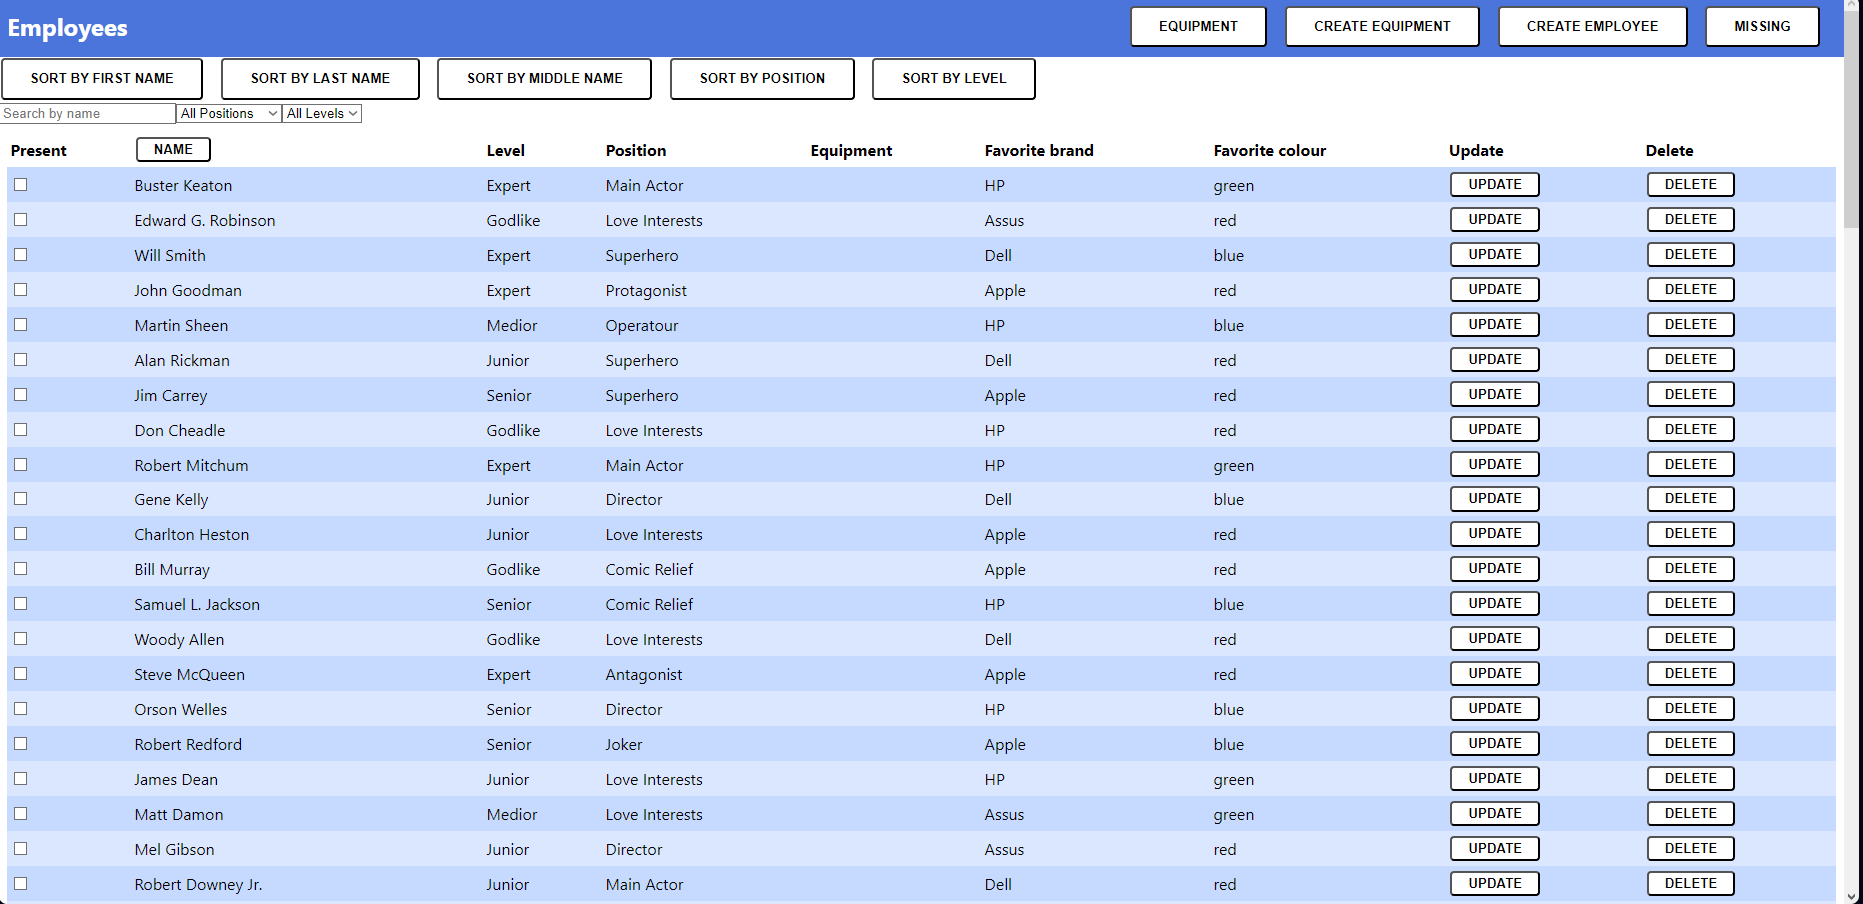 Employees EQUIPMENT CREATE EQUIPMENT CREATE EMPLOYEE MISSING
SORT BY FIRST NAME SORT BY LAST NAME SORT BY MIDDLE NAME SORT BY POSITION SORT BY LEVEL
Search by name All Positions All Levels
Present NAME Level Position Equipment Favorite brand Favorite colour Update Delete
Buster Keaton Expert Main Actor HP green UPDATE DELETE
Edward G. Robinson Godlike Love Interests Assus red UPDATE DELETE
Will Smith Expert Superhero Dell blue UPDATE DELETE
John Goodman Expert Protagonist Apple red UPDATE DELETE
Martin Sheen Medior Operatour HP blue UPDATE DELETE
Alan Rickman Junior Superhero Dell red UPDATE DELETE
Jim Carrey Senior Superhero Apple red UPDATE DELETE
Don Cheadle Godlike Love Interests HP red UPDATE DELETE
Robert Mitchum Expert Main Actor HP green UPDATE DELETE
Gene Kelly Junior Director Dell blue UPDATE DELETE
Charlton Heston Junior Love Interests Apple red UPDATE DELETE
Bill Murray Godlike Comic Relief Apple red UPDATE DELETE
Samuel L. Jackson Senior Comic Relief HP blue UPDATE DELETE
Woody Allen Godlike Love Interests Dell red UPDATE DELETE
Steve McQueen Expert Antagonist Apple red UPDATE DELETE
Orson Welles Senior Director HP blue UPDATE DELETE
Robert Redford Senior Joker Apple blue UPDATE DELETE
James Dean Junior Love Interests HP green UPDATE DELETE
Matt Damon Medior Love Interests Assus green UPDATE DELETE
Mel Gibson Junior Director Assus red UPDATE DELETE
Robert Downey Jr. Junior Main Actor Dell red UPDATE DELETE